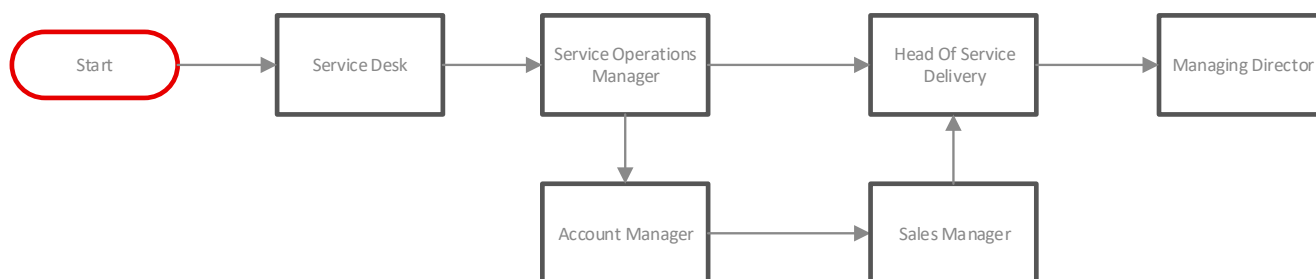 Start
Service Desk
Service Operations
Manager
Head Of Service
Delivery
Managing Director
Account Manager
Sales Manager